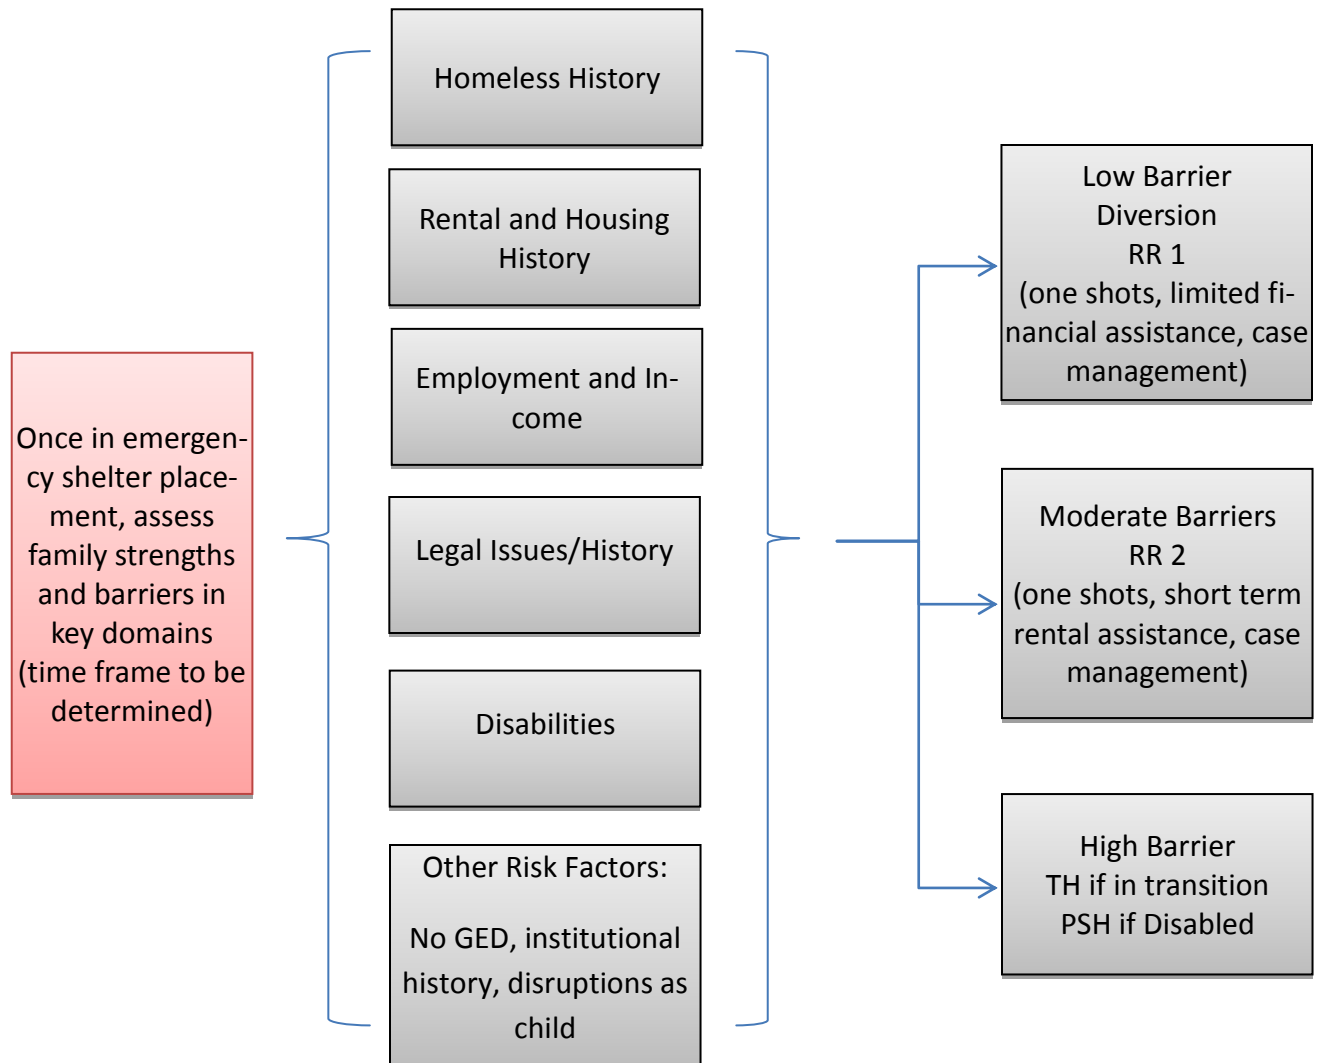 Once in emergen-
cy shelter place-
ment, assess
family strengths
and barriers in
key domains
(time frame to be
determined)
Homeless History
Rental and Housing
History
Employment and In-
come
Legal Issues/History
Disabilities
Other Risk Factors:
No GED, institutional
history, disruptions as
child
Low Barrier
Diversion
RR 1
(one shots, limited fi-
nancial assistance, case
management)
Moderate Barriers
RR 2
(one shots, short term
rental assistance, case
management)
High Barrier
TH if in transition
PSH if Disabled